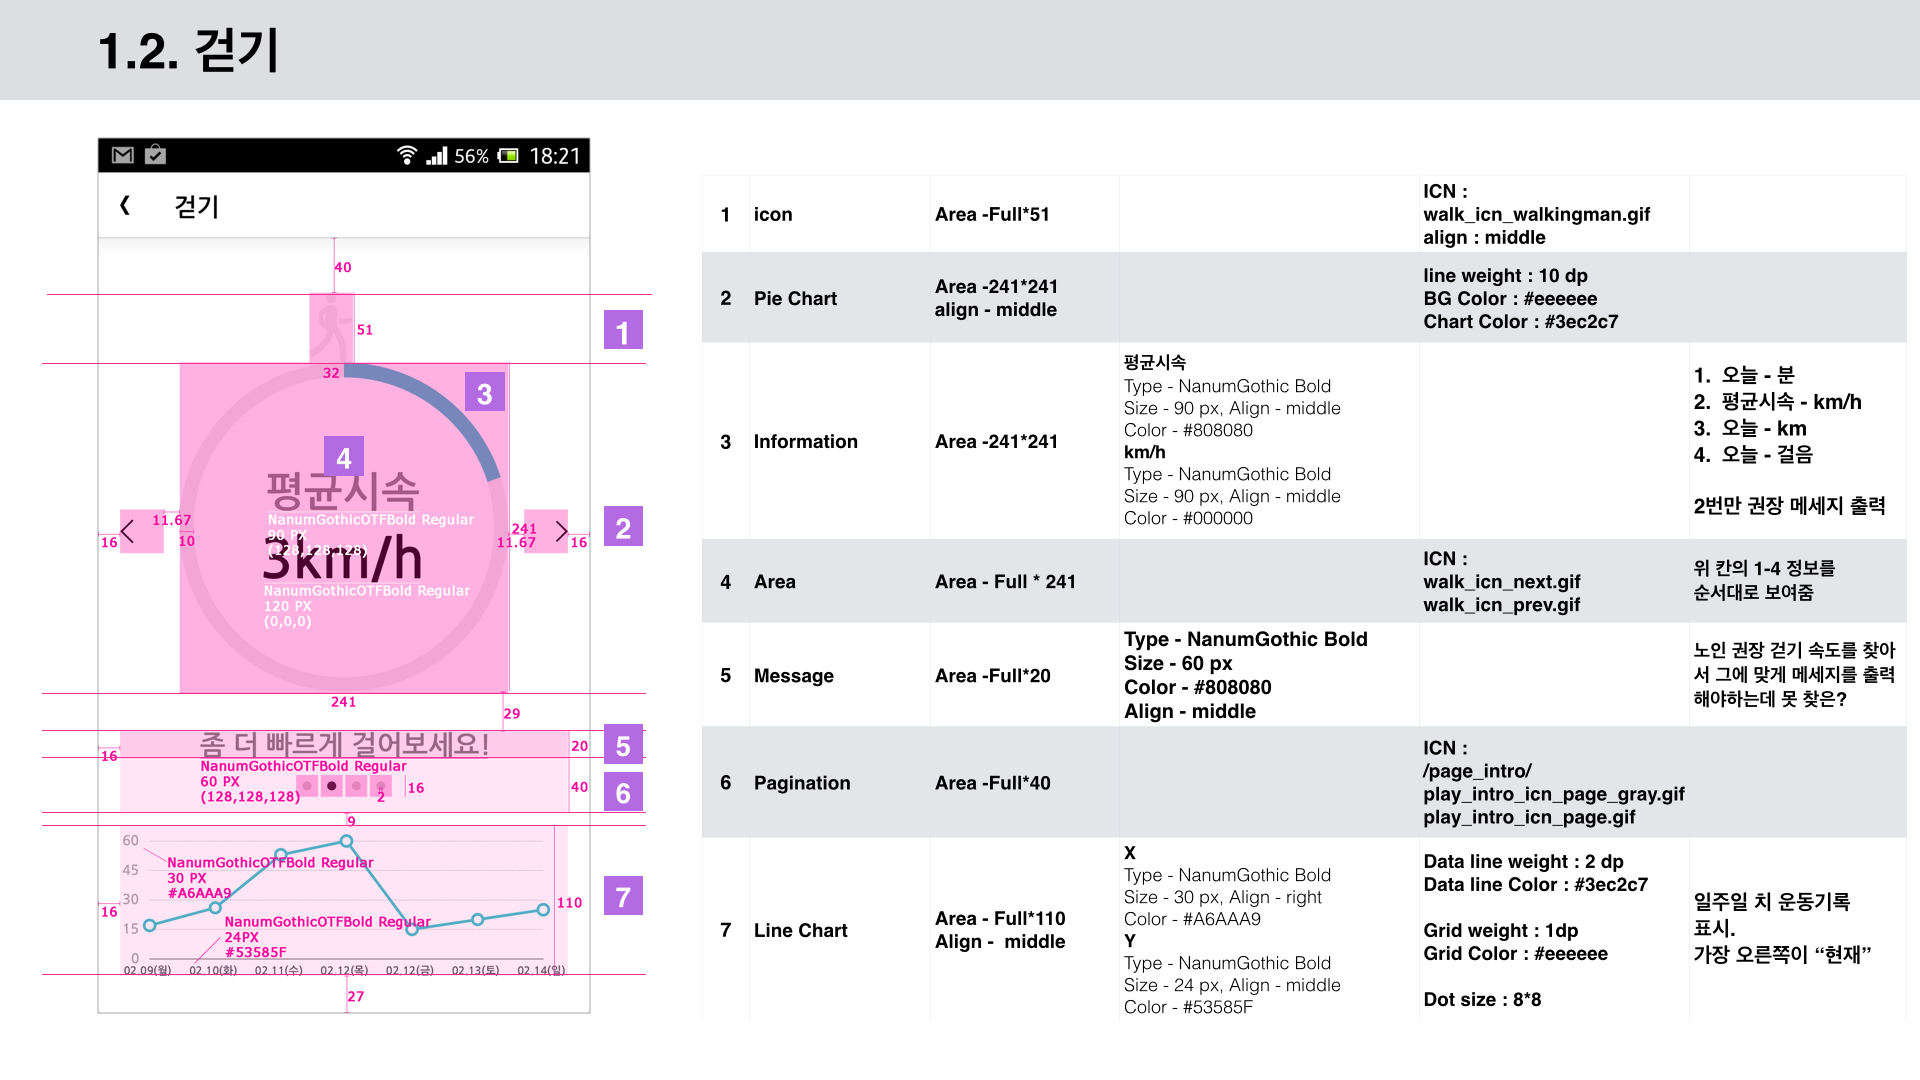 1.2. 걷기
56% 18:21
걷기
40
51
1
32
3
4
평균시속
NanumGothicOTFBold Regular
90 PX
(128,128,128)
3km/h
NanumGothicOTFBold Regular
120 PX
(0,0,0)
11.67
16
10
241
11.67
16
2
241
29
좀 더 빠르게 걸어보세요!
16
20
5
NanumGothicOTFBold Regular
60 PX
(128,128,128)
2
16
40
6
9
60
45
30
15
0
NanumGothicOTFBold Regular
30 PX
#A6AAA9
16
110
7
NanumGothicOTFBold Regular
24PX
#53585F
02.09(월) 02.10(화) 02.11(수) 02.12(목) 02.12(금) 02.13(토) 02.14(일)
27
1 icon Area -Full*51
ICN :
walk_icn_walkingman.gif
align : middle
2 Pie Chart
Area -241*241
align - middle
line weight : 10 dp
BG Color : #eeeeee
Chart Color : #3ec2c7
3 Information Area -241*241
평균시속
Type - NanumGothic Bold
Size - 90 px, Align - middle
Color - #808080
km/h
Type - NanumGothic Bold
Size - 90 px, Align - middle
Color - #000000
1. 오늘 - 분
2. 평균시속 - km/h
3. 오늘 - km
4. 오늘 - 걸음
2번만 권장 메세지 출력
4 Area Area - Full * 241
ICN :
walk_icn_next.gif
walk_icn_prev.gif
위 칸의 1-4 정보를
순서대로 보여줌
5 Message Area -Full*20
Type - NanumGothic Bold
Size - 60 px
Color - #808080
Align - middle
노인 권장 걷기 속도를 찾아
서 그에 맞게 메세지를 출력
해야하는데 못 찾은?
6 Pagination Area -Full*40
ICN :
/page_intro/
play_intro_icn_page_gray.gif
play_intro_icn_page.gif
7 Line Chart
Area - Full*110
Align - middle
X
Type - NanumGothic Bold
Size - 30 px, Align - right
Color - #A6AAA9
Y
Type - NanumGothic Bold
Size - 24 px, Align - middle
Color - #53585F
Data line weight : 2 dp
Data line Color : #3ec2c7
Grid weight : 1dp
Grid Color : #eeeeee
Dot size : 8*8
일주일 치 운동기록
표시.
가장 오른쪽이 “현재”